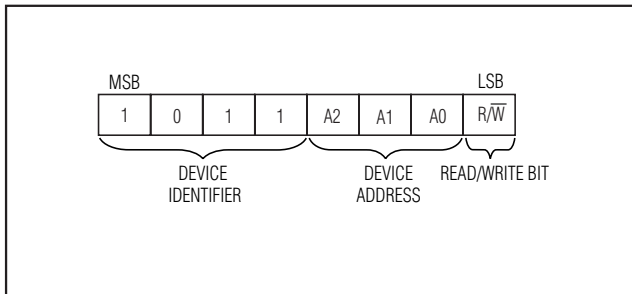 MSB LSB
1 0 1 1 A2 A1 A0 R/W̅
DEVICE IDENTIFIER DEVICE ADDRESS READ/WRITE BIT